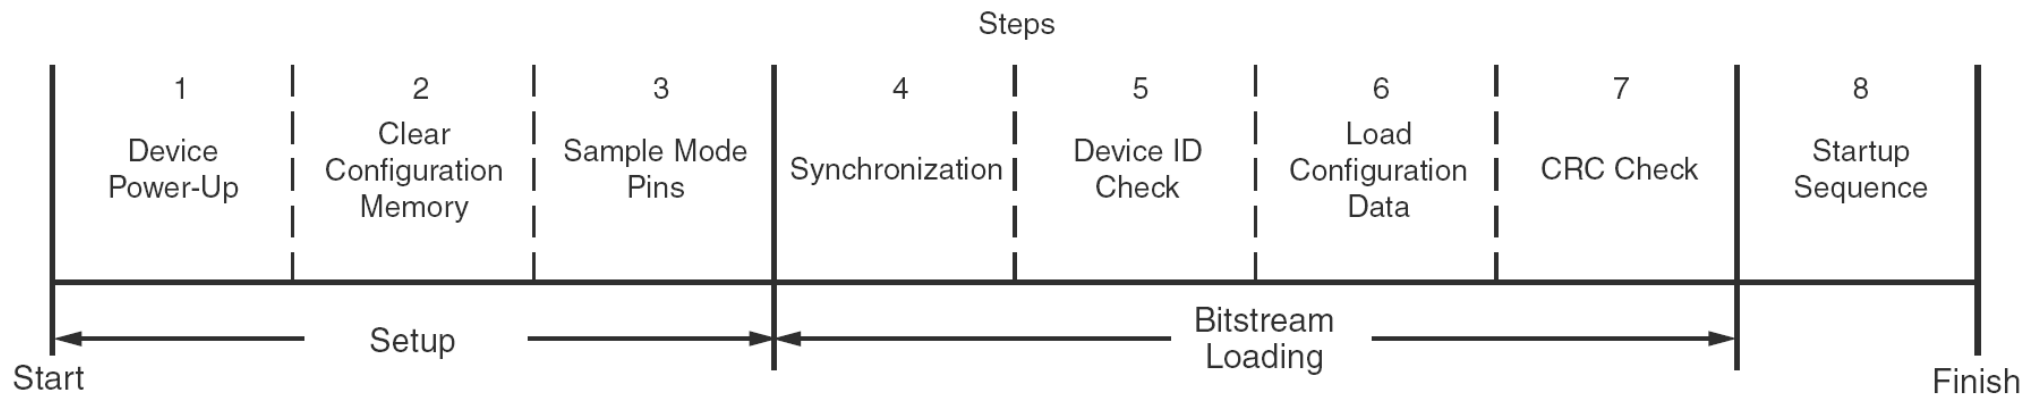 Steps
1
Device
Power-Up
2
Clear
Configuration
Memory
3
Sample Mode
Pins
4
Synchronization
5
Device ID
Check
6
Load
Configuration
Data
7
CRC Check
8
Startup
Sequence
Setup
Bitstream
Loading
Start
Finish